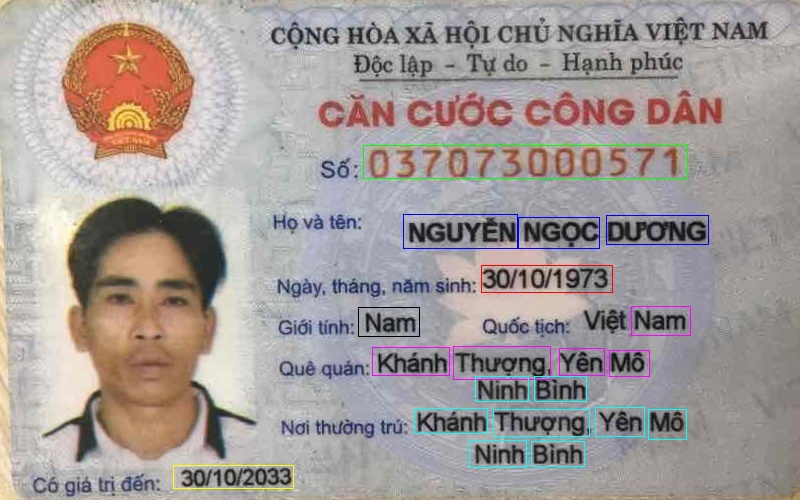 CỘNG HÒA XÃ HỘI CHỦ NGHĨA VIỆT NAM
Độc lập - Tự do - Hạnh phúc
CĂN CƯỚC CÔNG DÂN
Số: 037073000571
Họ và tên: NGUYỄN NGỌC DƯƠNG
Ngày, tháng, năm sinh: 30/10/1973
Giới tính: Nam Quốc tịch: Việt Nam
Quê quán: Khánh Thượng, Yên Mô
Ninh Bình
Nơi thường trú: Khánh Thượng, Yên Mô
Ninh Bình
Có giá trị đến: 30/10/2033